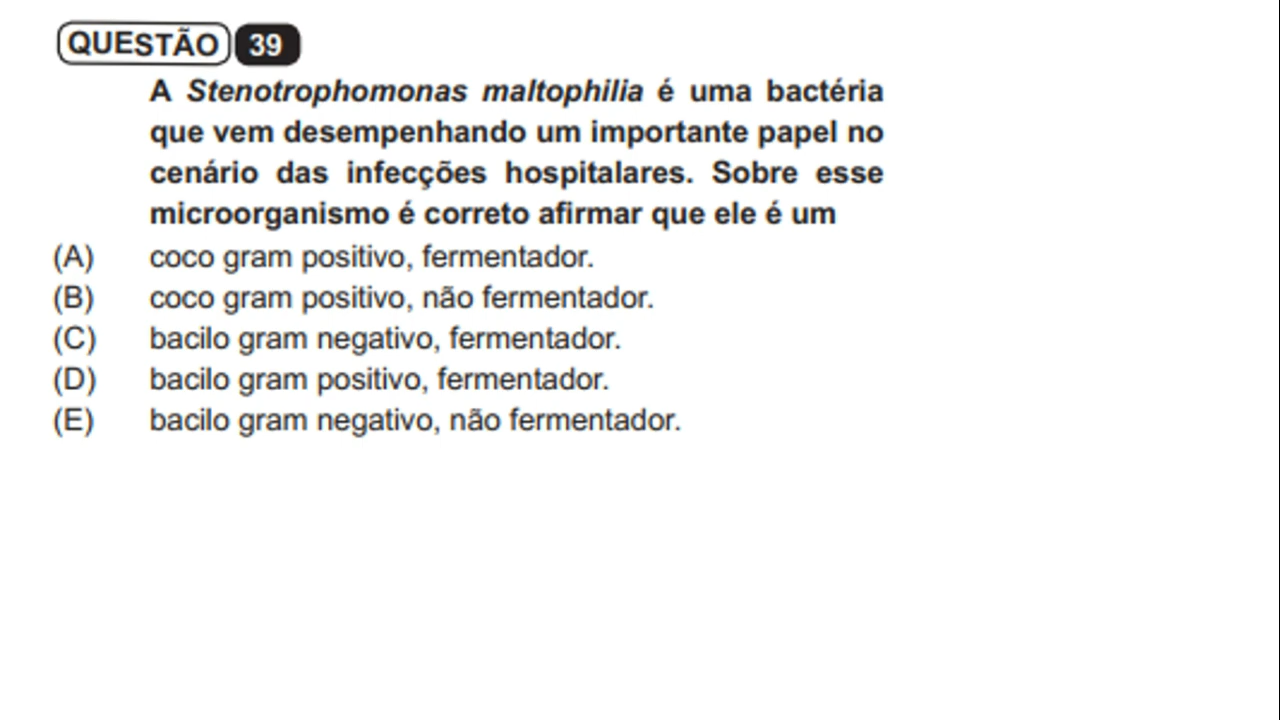 QUESTÃO 39
A Stenotrophomonas maltophilia é uma bactéria
que vem desempenhando um importante papel no
cenário das infecções hospitalares. Sobre esse
microorganismo é correto afirmar que ele é um
(A) coco gram positivo, fermentador.
(B) coco gram positivo, não fermentador.
(C) bacilo gram negativo, fermentador.
(D) bacilo gram positivo, fermentador.
(E) bacilo gram negativo, não fermentador.